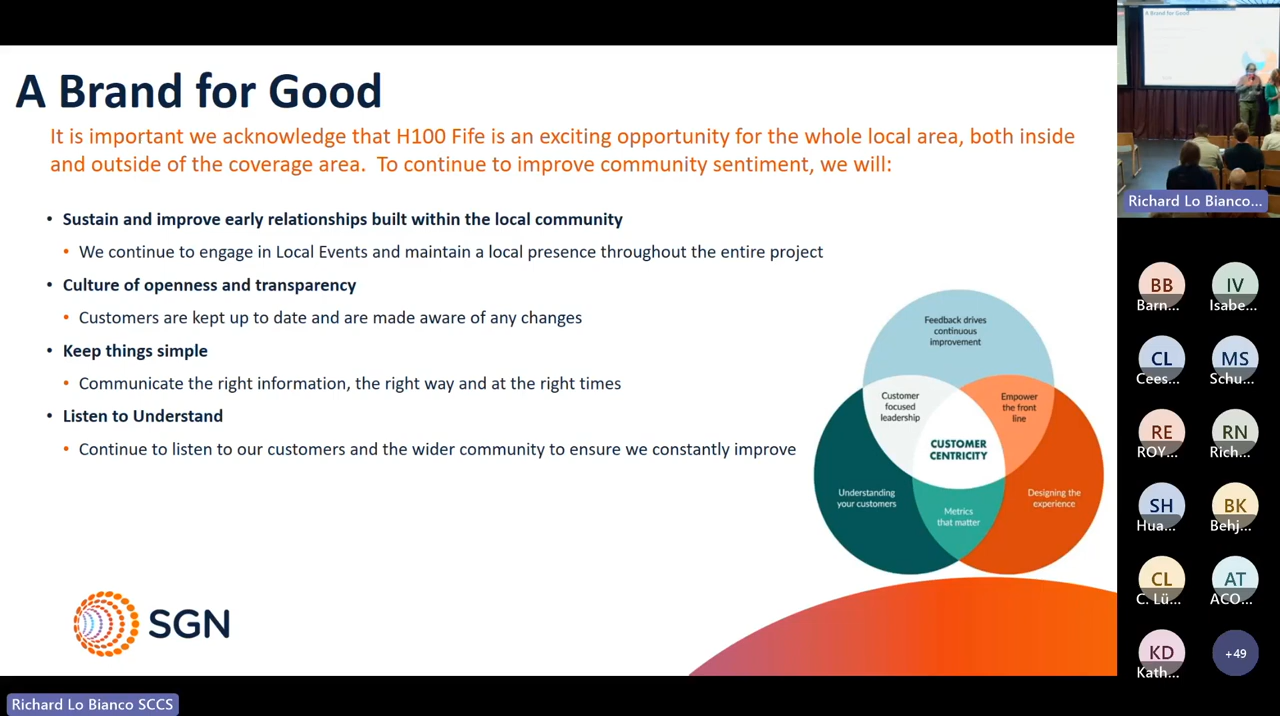 A Brand for Good
It is important we acknowledge that H100 Fife is an exciting opportunity for the whole local area, both inside
and outside of the coverage area. To continue to improve community sentiment, we will:
• Sustain and improve early relationships built within the local community
• We continue to engage in Local Events and maintain a local presence throughout the entire project
• Culture of openness and transparency
• Customers are kept up to date and are made aware of any changes
• Keep things simple
• Communicate the right information, the right way and at the right times
• Listen to Understand
• Continue to listen to our customers and the wider community to ensure we constantly improve
Feedback drives
continuous
improvement
Customer
focused
leadership
Empower
the front
line
CUSTOMER
CENTRICITY
Understanding
your customers
Metrics
that matter
Designing the
experience
SGN
Richard Lo Bianco SCCS
A Brand for Good
Richard Lo Bianco...
BB
Barn...
IV
Isabe...
CL
Cees...
MS
Schu...
RE
ROY...
RN
Rich...
SH
Hua...
BK
Behj...
CL
C. Lü...
AT
ACO...
KD
Kath...
+49